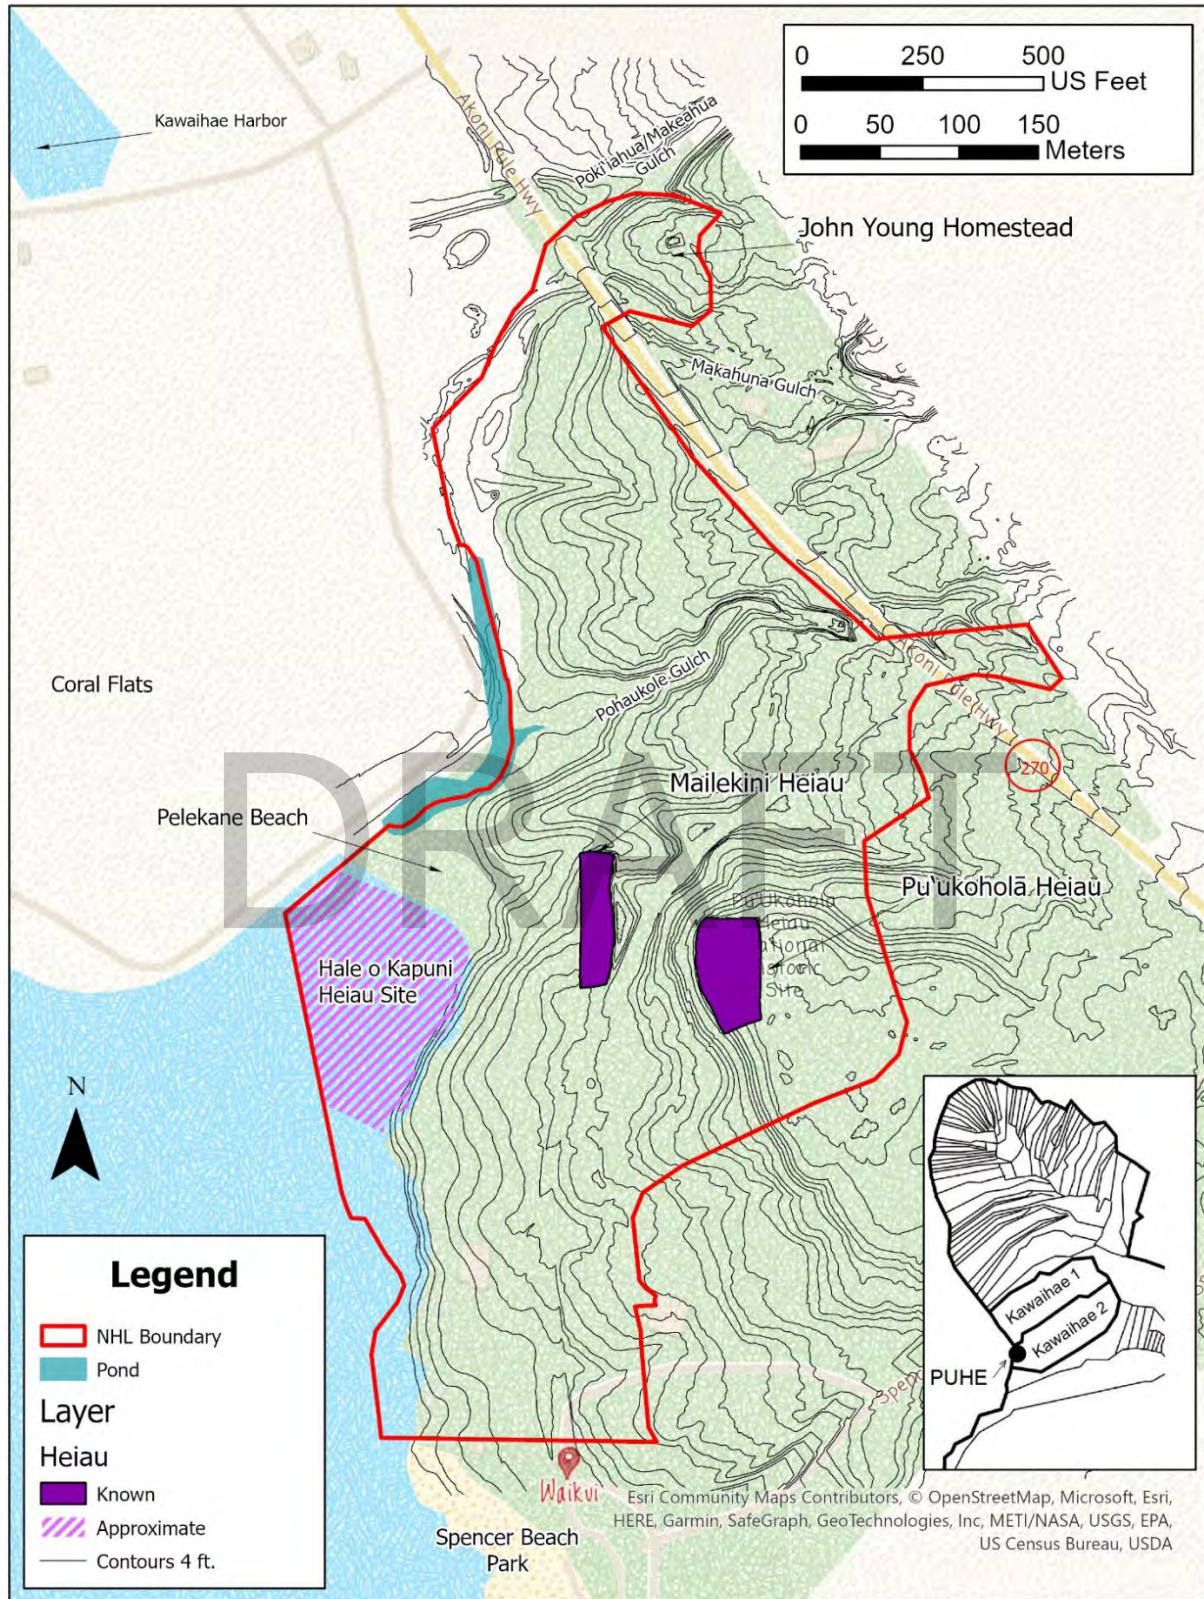 0 250 500
US Feet
0 50 100 150
Meters
Kawaihae Harbor
Akoni Pule Hwy
Poki'iahua/Makeahua
Gulch
John Young Homestead
Makahuna Gulch
Coral Flats
Pohaukole Gulch
Akoni Pule Hwy
270
DRAFT
Mailekini Heiau
Pelekane Beach
Pu'ukoholā Heiau
Pu'Ukohola
Heiau
Site
Hale o Kapuni
Heiau Site
N
Legend
NHL Boundary
Pond
Layer
Heiau
Known
Approximate
Contours 4 ft.
Kawaihae 1
Kawaihae 2
PUHE
Waikui
Spencer Beach
Park
Esri Community Maps Contributors, © OpenStreetMap, Microsoft, Esri,
HERE, Garmin, SafeGraph, GeoTechnologies, Inc, METI/NASA, USGS, EPA,
US Census Bureau, USDA